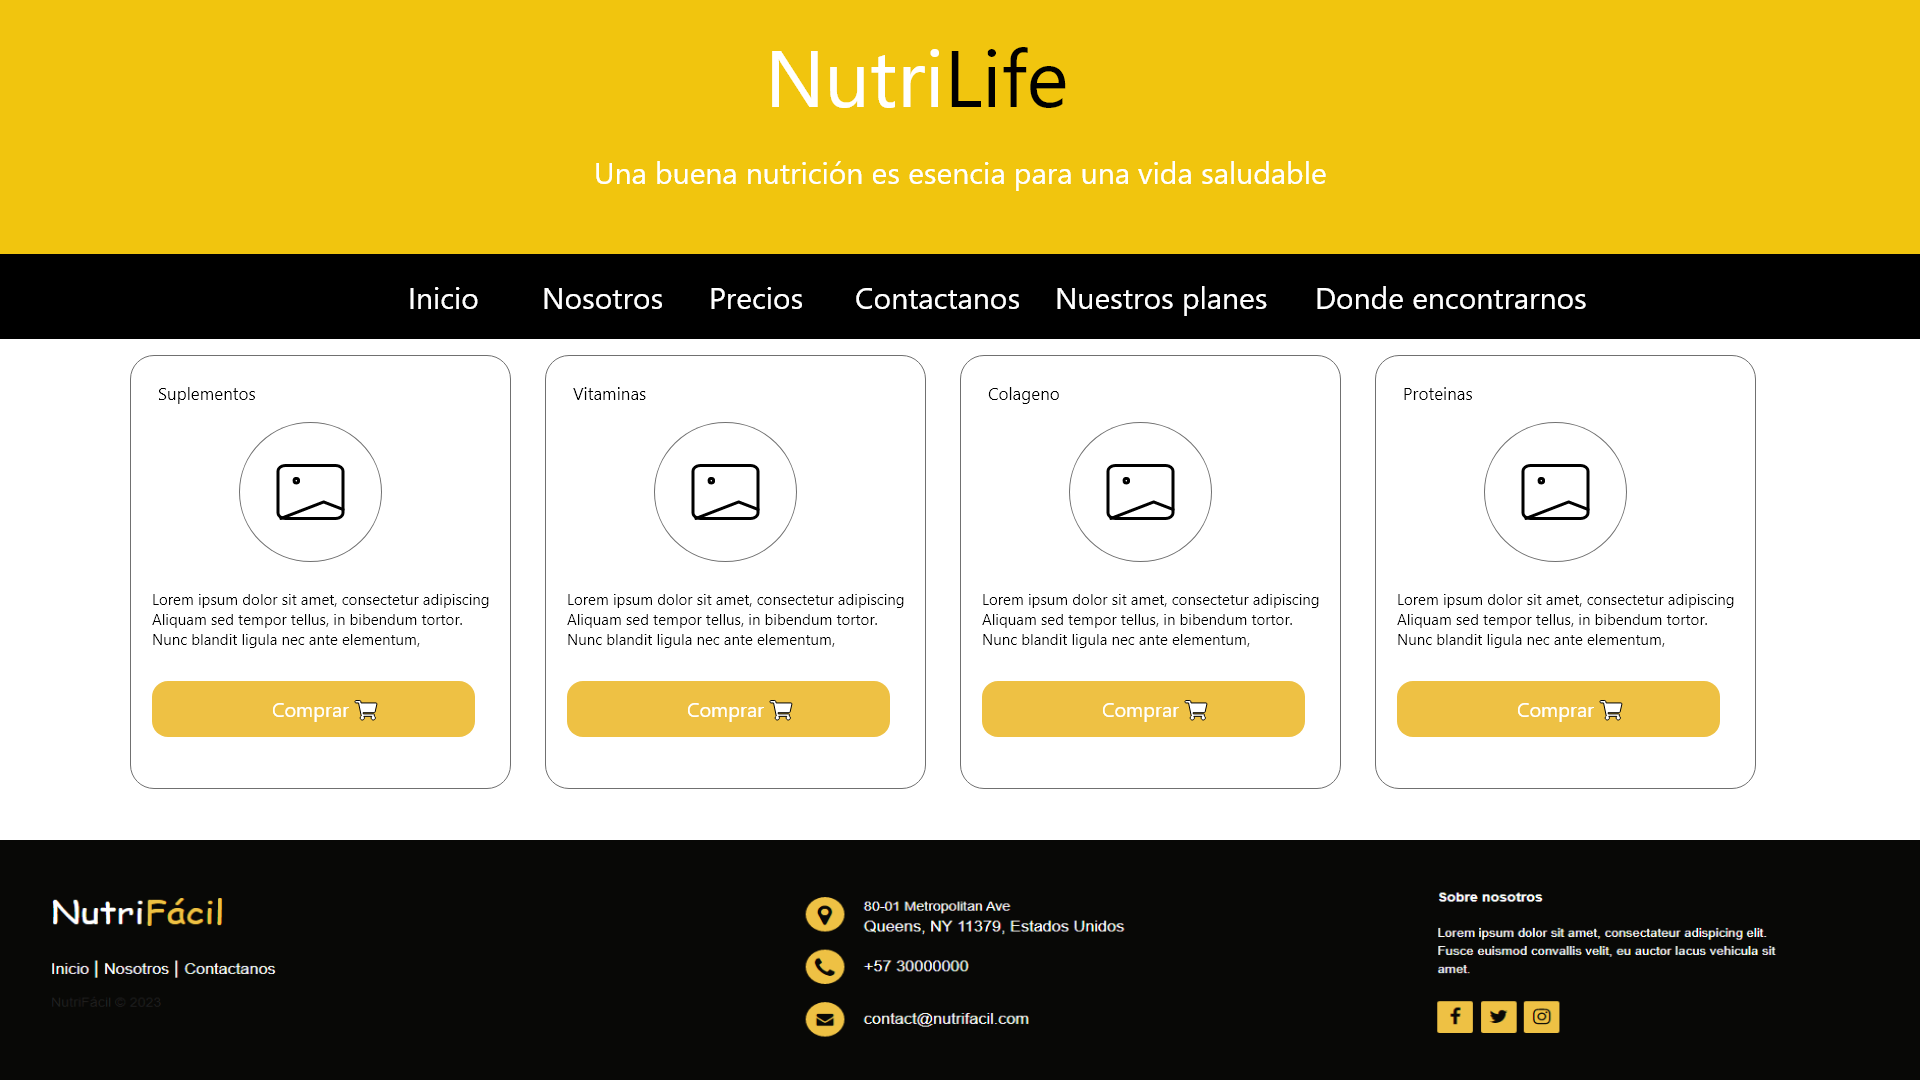 NutriLife
Una buena nutrición es esencia para una vida saludable
Inicio Nosotros Precios Contactanos Nuestros planes Donde encontrarnos
Suplementos
Lorem ipsum dolor sit amet, consectetur adipiscing
Aliquam sed tempor tellus, in bibendum tortor.
Nunc blandit ligula nec ante elementum,
Comprar
Vitaminas
Lorem ipsum dolor sit amet, consectetur adipiscing
Aliquam sed tempor tellus, in bibendum tortor.
Nunc blandit ligula nec ante elementum,
Comprar
Colageno
Lorem ipsum dolor sit amet, consectetur adipiscing
Aliquam sed tempor tellus, in bibendum tortor.
Nunc blandit ligula nec ante elementum,
Comprar
Proteinas
Lorem ipsum dolor sit amet, consectetur adipiscing
Aliquam sed tempor tellus, in bibendum tortor.
Nunc blandit ligula nec ante elementum,
Comprar
NutriFácil
Inicio | Nosotros | Contactanos
NutriFácil © 2023
80-01 Metropolitan Ave
Queens, NY 11379, Estados Unidos
+57 30000000
contact@nutrifacil.com
Sobre nosotros
Lorem ipsum dolor sit amet, consectateur adipiscing elit.
Fusce euismod convallis velit, eu auctor lacus vehicula sit
amet.